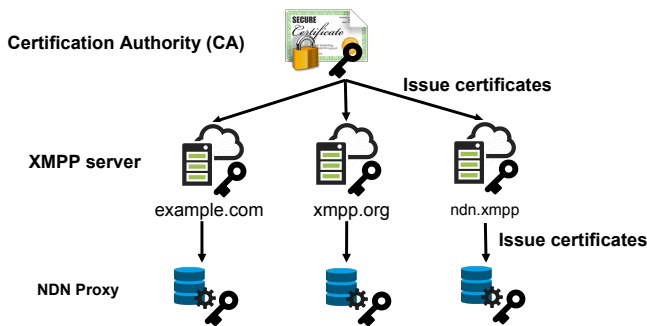 SECURE
Certificate
Certification Authority (CA)
Issue certificates
XMPP server
example.com
xmpp.org
ndn.xmpp
Issue certificates
NDN Proxy